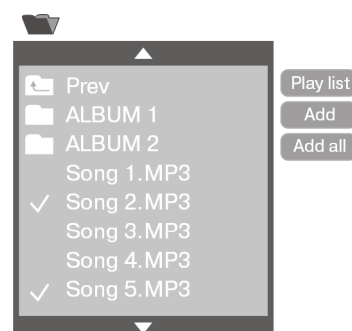 Prev
ALBUM 1
ALBUM 2
Song 1.MP3
Song 2.MP3
Song 3.MP3
Song 4.MP3
Song 5.MP3
Play list
Add
Add all